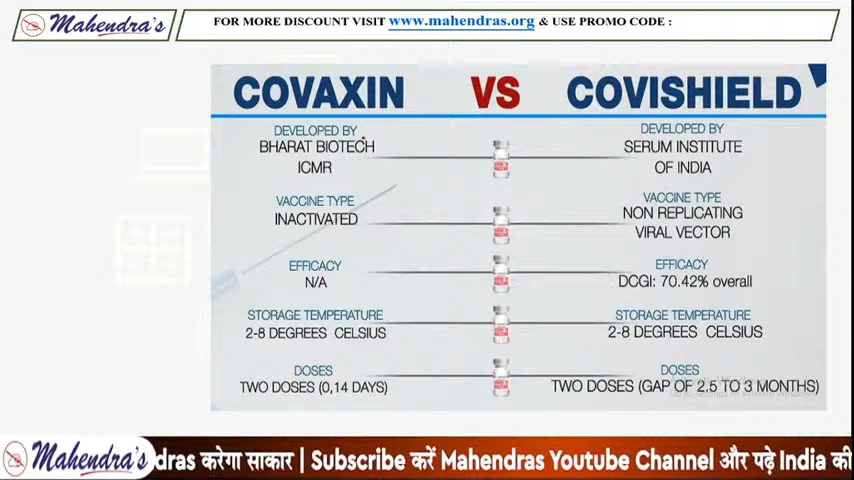 Mahendra's
FOR MORE DISCOUNT VISIT www.mahendras.org & USE PROMO CODE :
COVAXIN VS COVISHIELD
DEVELOPED BY
BHARAT BIOTECH
ICMR
DEVELOPED BY
SERUM INSTITUTE
OF INDIA
VACCINE TYPE
INACTIVATED
VACCINE TYPE
NON REPLICATING
VIRAL VECTOR
EFFICACY
N/A
EFFICACY
DCGI: 70.42% overall
STORAGE TEMPERATURE
2-8 DEGREES CELSIUS
STORAGE TEMPERATURE
2-8 DEGREES CELSIUS
DOSES
TWO DOSES (0,14 DAYS)
DOSES
TWO DOSES (GAP OF 2.5 TO 3 MONTHS)
Mahendra's
dras करेगा साकार | Subscribe करें Mahendras Youtube Channel और पढ़े India की